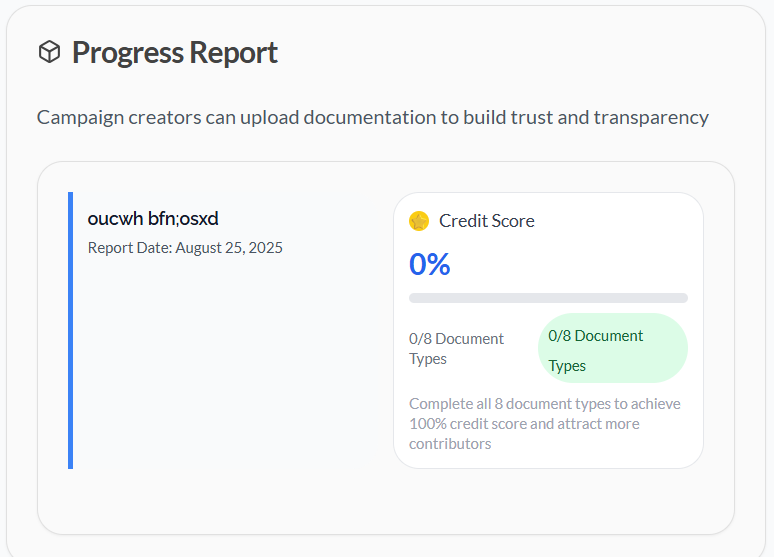 Progress Report
Campaign creators can upload documentation to build trust and transparency
oucwh bfn;osxd
Report Date: August 25, 2025
Credit Score
0%
0/8 Document
Types
0/8 Document
Types
Complete all 8 document types to achieve
100% credit score and attract more
contributors